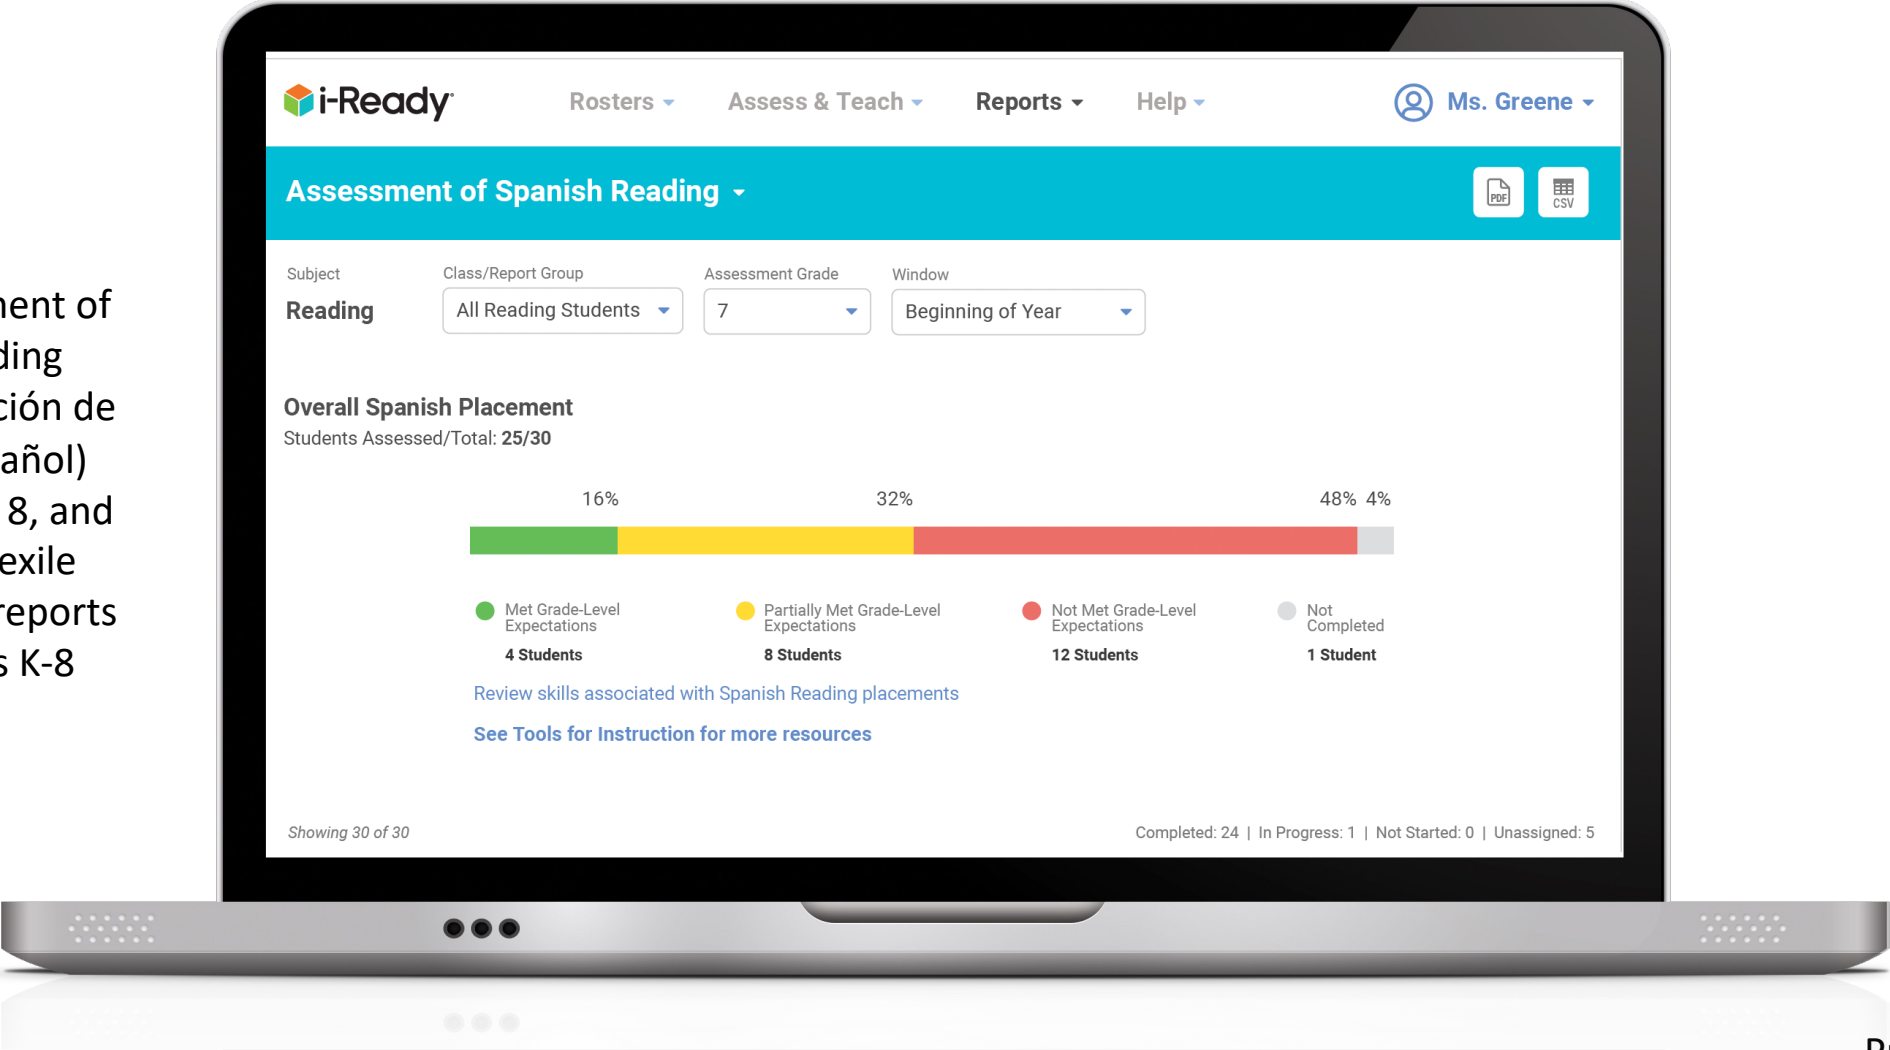 i-Ready
Rosters
Assess & Teach
Reports
Help
Ms. Greene
Assessment of Spanish Reading
PDF
CSV
Subject
Reading
Class/Report Group
All Reading Students
Assessment Grade
7
Window
Beginning of Year
Overall Spanish Placement
Students Assessed/Total: 25/30
16%
32%
48%
4%
Met Grade-Level
Expectations
4 Students
Partially Met Grade-Level
Expectations
8 Students
Not Met Grade-Level
Expectations
12 Students
Not
Completed
1 Student
Review skills associated with Spanish Reading placements
See Tools for Instruction for more resources
Showing 30 of 30
Completed: 24 | In Progress: 1 | Not Started: 0 | Unassigned: 5
of
de
8, and
reports
K-8